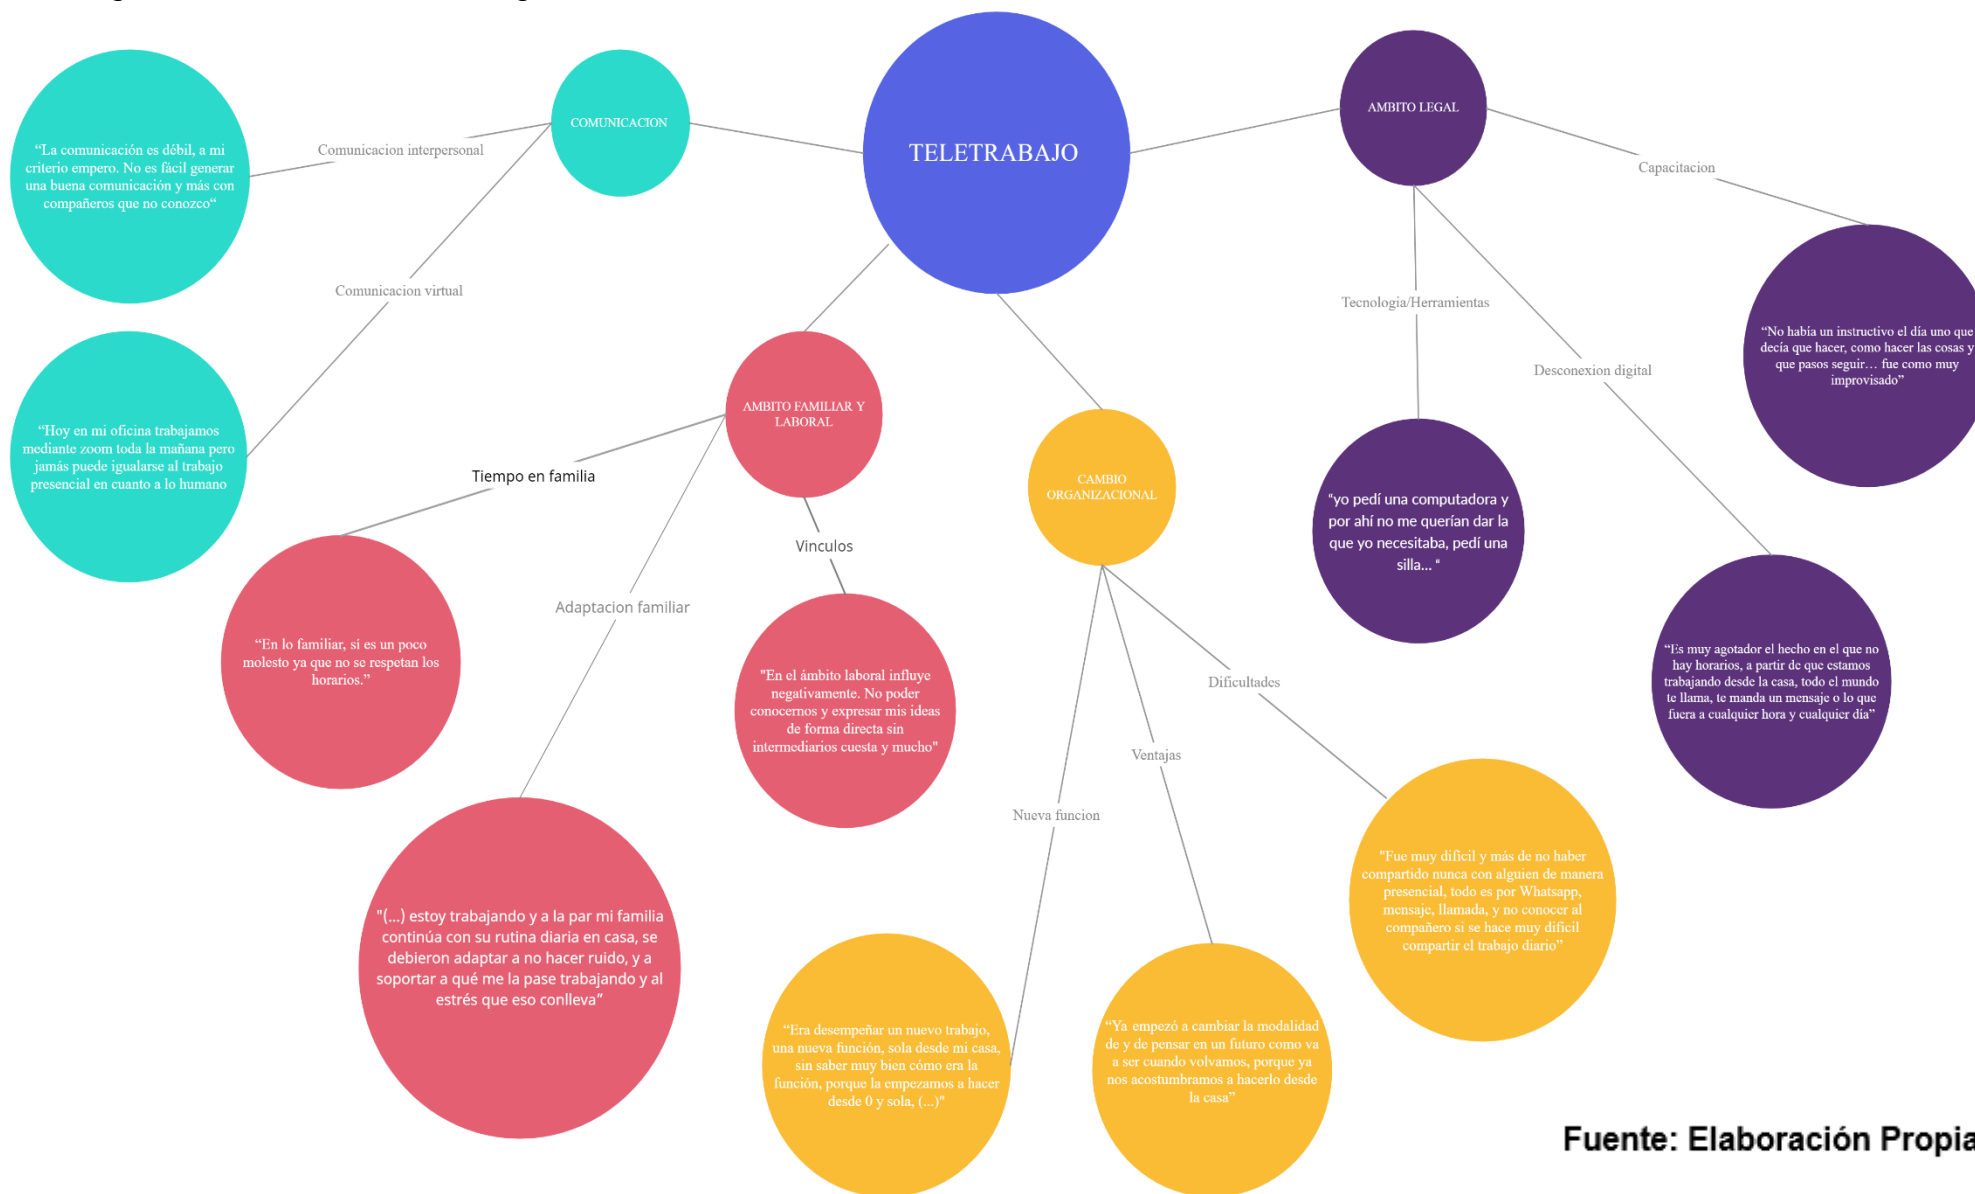 TELETRABAJO
COMUNICACION
Comunicacion interpersonal
“La comunicación es débil, a mi
criterio empero. No es fácil generar
una buena comunicación y más con
compañeros que no conozco“
Comunicacion virtual
“Hoy en mi oficina trabajamos
mediante zoom toda la mañana pero
jamás puede igualarse al trabajo
presencial en cuanto a lo humano
AMBITO FAMILIAR Y
LABORAL
Tiempo en familia
“En lo familiar, sí es un poco
molesto ya que no se respetan los
horarios.”
Adaptacion familiar
"(...) estoy trabajando y a la par mi familia
continúa con su rutina diaria en casa, se
debieron adaptar a no hacer ruido, y a
soportar a qué me la pase trabajando y al
estrés que eso conlleva”
Vinculos
"En el ámbito laboral influye
negativamente. No poder
conocernos y expresar mis ideas
de forma directa sin
intermediarios cuesta y mucho"
CAMBIO
ORGANIZACIONAL
Nueva funcion
“Era desempeñar un nuevo trabajo,
una nueva función, sola desde mi casa,
sin saber muy bien cómo era la
función, porque la empezamos a hacer
desde 0 y sola, (...)"
Ventajas
“Ya empezó a cambiar la modalidad
de y de pensar en un futuro como va
a ser cuando volvamos, porque ya
nos acostumbramos a hacerlo desde
la casa”
Dificultades
"Fue muy difícil y más de no haber
compartido nunca con alguien de manera
presencial, todo es por Whatsapp,
mensaje, llamada, y no conocer al
compañero si se hace muy difícil
compartir el trabajo diario”
AMBITO LEGAL
Tecnologia/Herramientas
“yo pedí una computadora y
por ahí no me querían dar la
que yo necesitaba, pedí una
silla... “
Desconexion digital
“Es muy agotador el hecho en el que no
hay horarios, a partir de que estamos
trabajando desde la casa, todo el mundo
te llama, te manda un mensaje o lo que
fuera a cualquier hora y cualquier día”
Capacitacion
“No había un instructivo el día uno que
decía que hacer, como hacer las cosas y
que pasos seguir… fue como muy
improvisado”
Fuente: Elaboración Propia